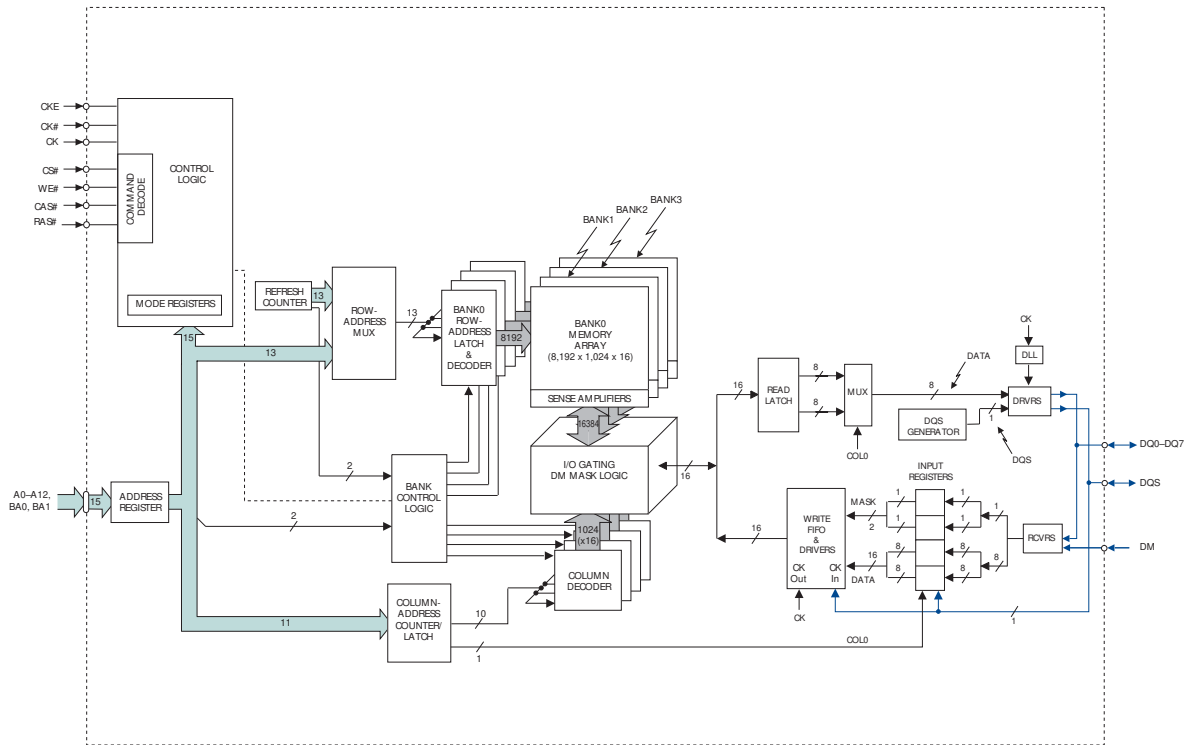 CKE
CK#
CK
CS#
WE#
CAS#
RAS#
COMMAND
DECODE
CONTROL
LOGIC
MODE REGISTERS
15
REFRESH
COUNTER
13
13
ROW-
ADDRESS
MUX
13
BANK0
ROW-
ADDRESS
LATCH
&
DECODER
8192
BANK1
BANK2
BANK3
BANK0
MEMORY
ARRAY
(8,192 x 1,024 x 16)
SENSE AMPLIFIERS
16384
I/O GATING
DM MASK LOGIC
16
A0–A12,
BA0, BA1
15
ADDRESS
REGISTER
2
2
BANK
CONTROL
LOGIC
1024
(x16)
COLUMN
DECODER
11
COLUMN-
ADDRESS
COUNTER/
LATCH
10
1
COL0
16
READ
LATCH
8
8
MUX
COL0
8
DATA
CK
DLL
DRVRS
DQS
GENERATOR
1
DQS
DQ0–DQ7
DQS
DM
INPUT
REGISTERS
16
WRITE
FIFO
&
DRIVERS
CK
Out
CK
In
CK
MASK
2
16
DATA
1
1
8
8
1
1
8
8
1
8
RCVRS
1